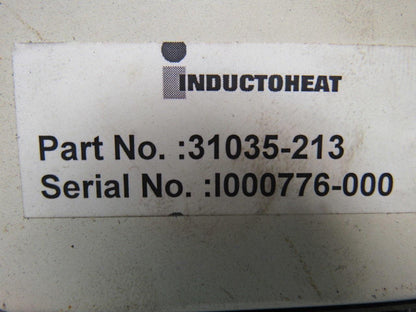 iNDUCTOHEAT
Part No. :31035-213
Serial No. :I000776-000